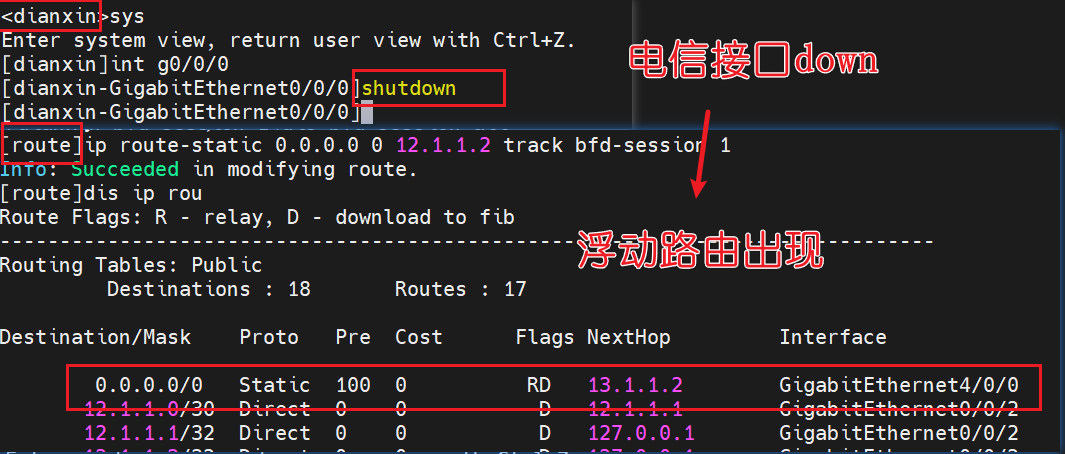 <dianxin>sys
Enter system view, return user view with Ctrl+Z.
[dianxin]int g0/0/0
[dianxin-GigabitEthernet0/0/0]shutdown
[dianxin-GigabitEthernet0/0/0]
电信接口down
[route]ip route-static 0.0.0.0 0 12.1.1.2 track bfd-session 1
Info: Succeeded in modifying route.
[route]dis ip rou
Route Flags: R - relay, D - download to fib
------------------------------------------------------------------------------
浮动路由出现
Routing Tables: Public
Destinations : 18 Routes : 17
Destination/Mask Proto Pre Cost Flags NextHop Interface
0.0.0.0/0 Static 100 0 RD 13.1.1.2 GigabitEthernet4/0/0
12.1.1.0/30 Direct 0 0 D 12.1.1.1 GigabitEthernet0/0/2
12.1.1.1/32 Direct 0 0 D 127.0.0.1 GigabitEthernet0/0/2